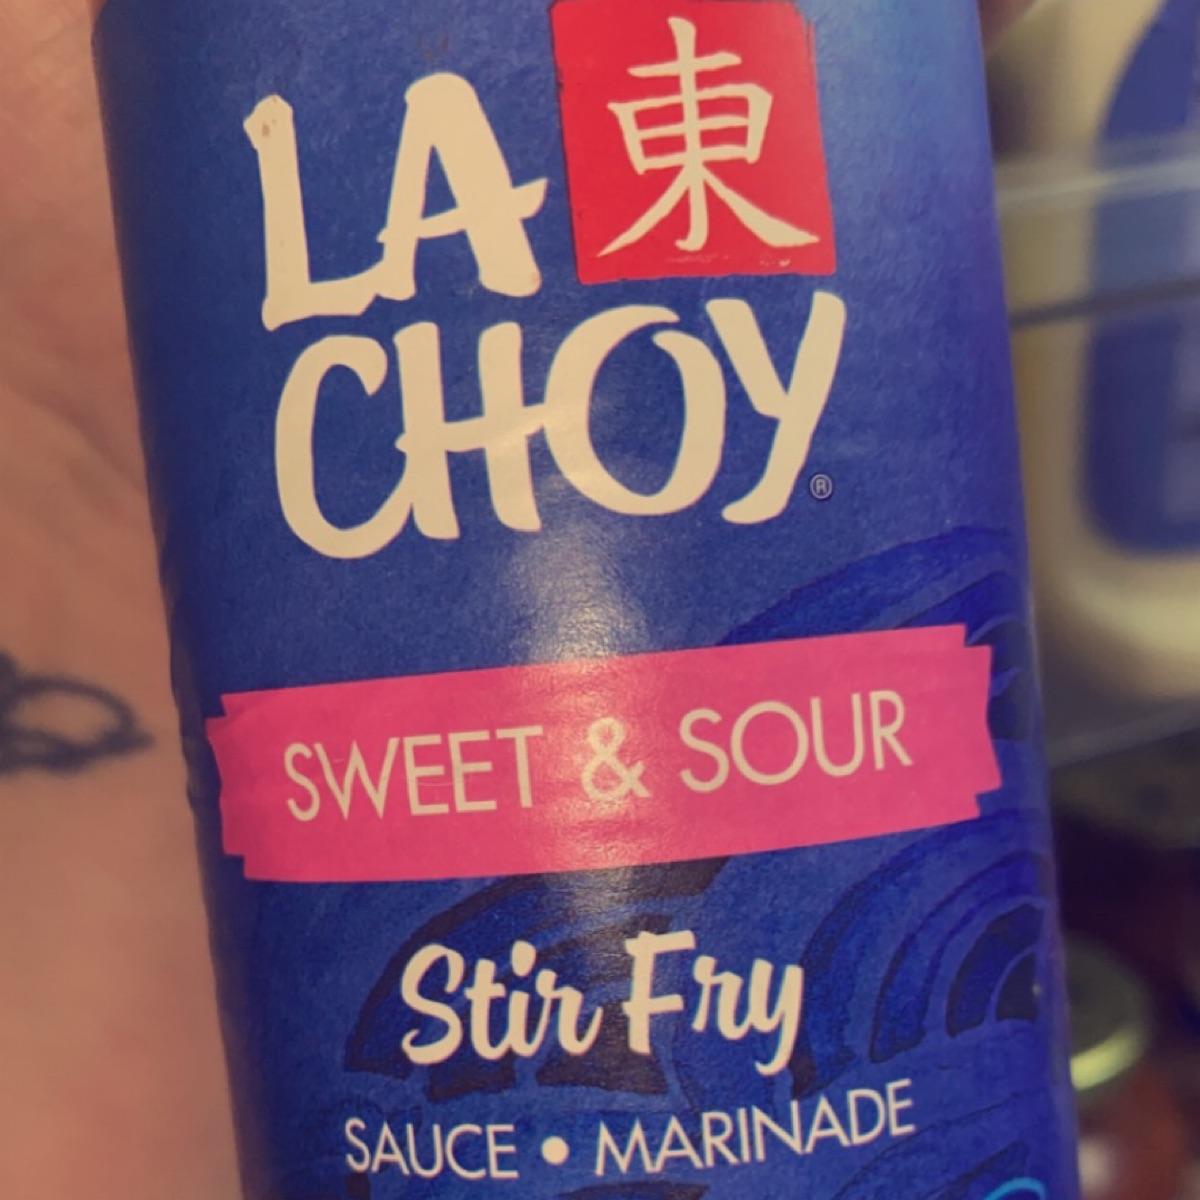 LA 東
CHOY®
SWEET & SOUR
Stir Fry
SAUCE • MARINADE